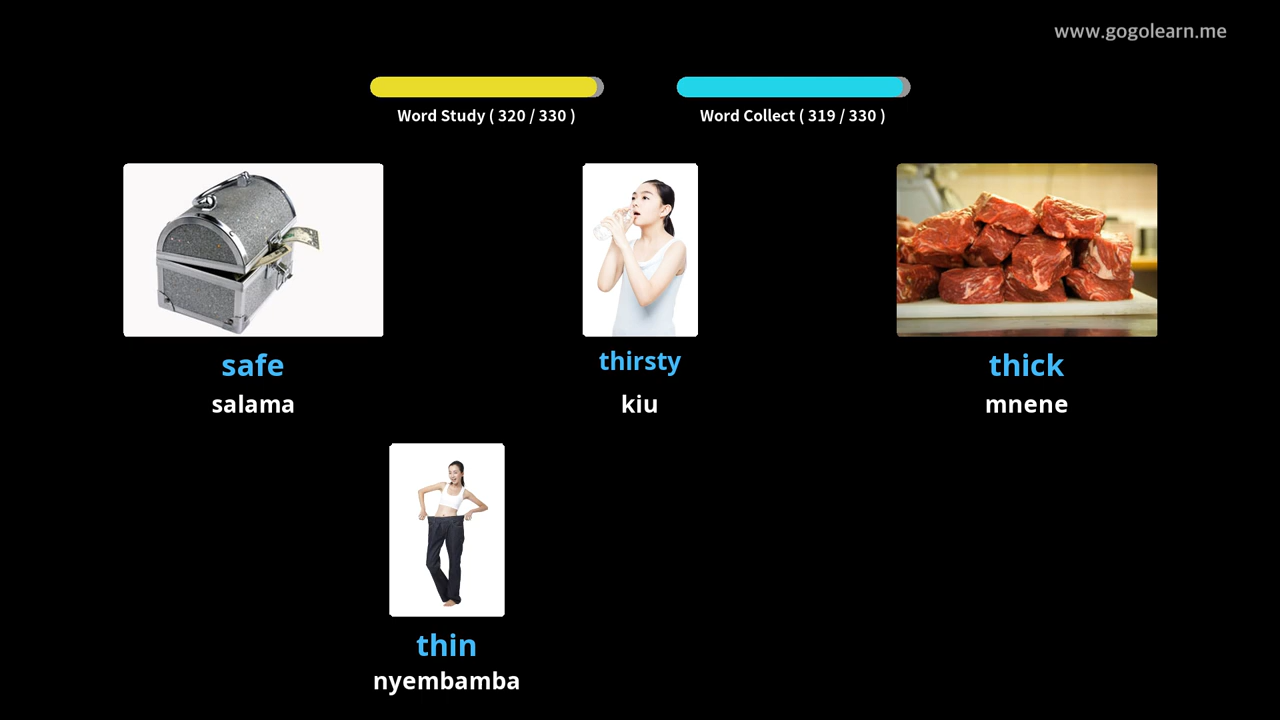 www.gogolearn.me
Word Study ( 320 / 330 )
Word Collect ( 319 / 330 )
safe
salama
thirsty
kiu
thick
mnene
thin
nyembamba